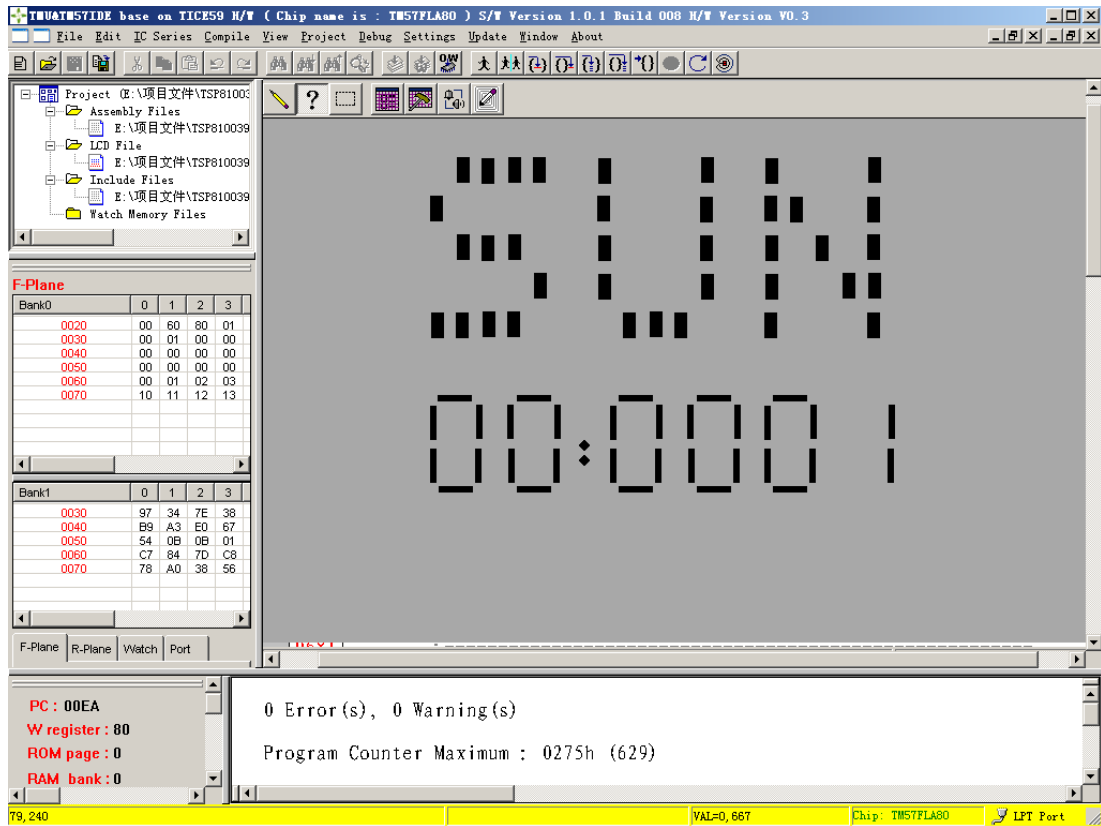 TMU&TM57IDE base on TICE59 H/W ( Chip name is : TM57FLA80 ) S/W Version 1.0.1 Build 008 H/W Version V0.3
File Edit IC Series Compile View Project Debug Settings Update Window About
Project (E:\项目文件\TSP81003
Assembly Files
E:\项目文件\TSP810039
LCD File
E:\项目文件\TSP810039
Include Files
E:\项目文件\TSP810039
Watch Memory Files
SUN
00:0001
F-Plane
Bank0 0 1 2 3
0020 00 60 80 01
0030 00 01 00 00
0040 00 00 00 00
0050 00 00 00 00
0060 00 01 02 03
0070 10 11 12 13
Bank1 0 1 2 3
0030 97 34 7E 38
0040 B9 A3 E0 67
0050 54 0B 0B 01
0060 C7 84 7D C8
0070 78 A0 38 56
F-Plane R-Plane Watch Port
PC : 00EA
W register : 80
ROM page : 0
RAM bank : 0
0 Error(s), 0 Warning(s)
Program Counter Maximum : 0275h (629)
79,240 VAL=0,667 Chip: TM57FLA80 LPT Port